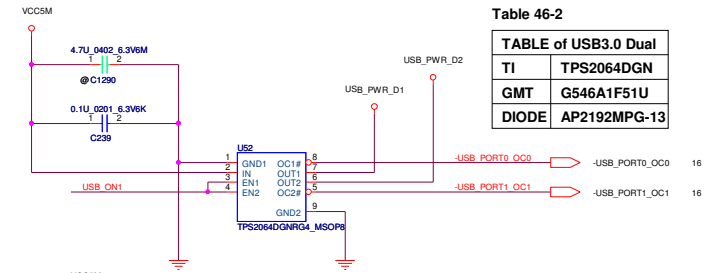 VCC5M
Table 46-2
4.7U_0402_6.3V6M
1 2
@C1290
TABLE of USB3.0 Dual
TI TPS2064DGN
GMT G546A1F51U
DIODE AP2192MPG-13
USB_PWR_D2
USB_PWR_D1
0.1U_0201_6.3V6K
1 2
C239
U52
1 GND1 OC1# 8
2 IN OUT1 7
3 EN1 OUT2 6
4 EN2 OC2# 5
GND2 9
TPS2064DGNRG4_MSOP8
USB_ON1
-USB_PORT0_OC0 -USB_PORT0_OC0 16
-USB_PORT1_OC1 -USB_PORT1_OC1 16